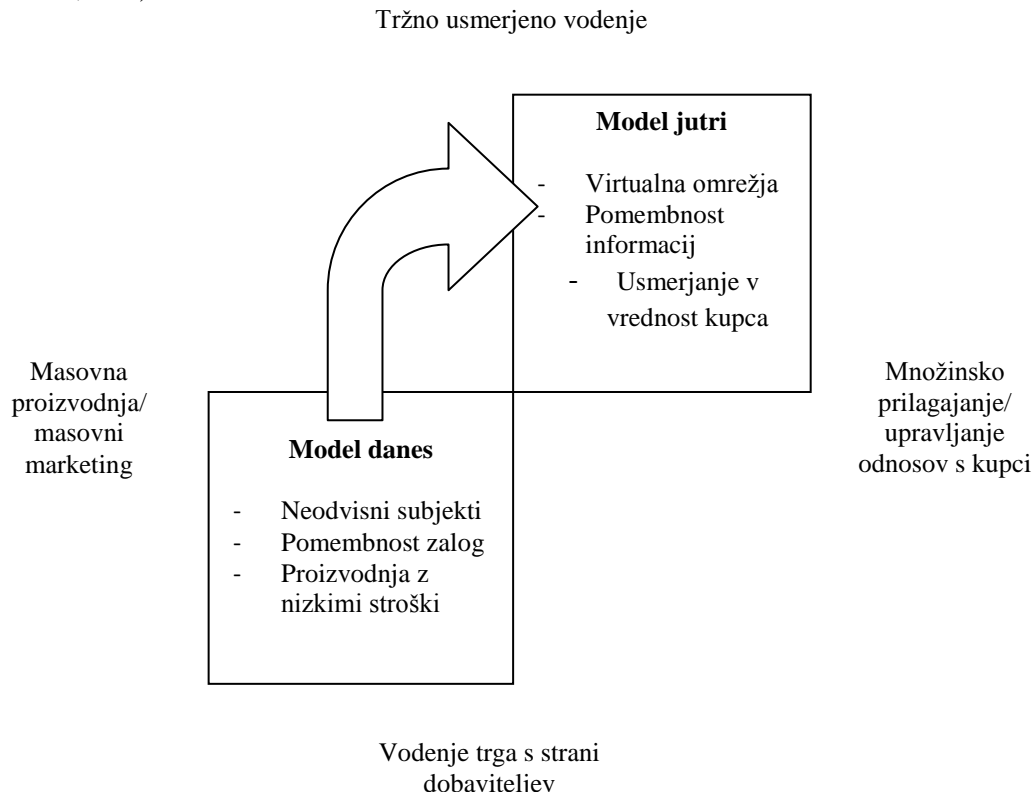 Tržno usmerjeno vodenje
Model jutri
- Virtualna omrežja
- Pomembnost
informacij
- Usmerjanje v
vrednost kupca
Masovna
proizvodnja/
masovni
marketing
Množinsko
prilagajanje/
upravljanje
odnosov s kupci
Model danes
- Neodvisni subjekti
- Pomembnost zalog
- Proizvodnja z
nizkimi stroški
Vodenje trga s strani
dobaviteljev